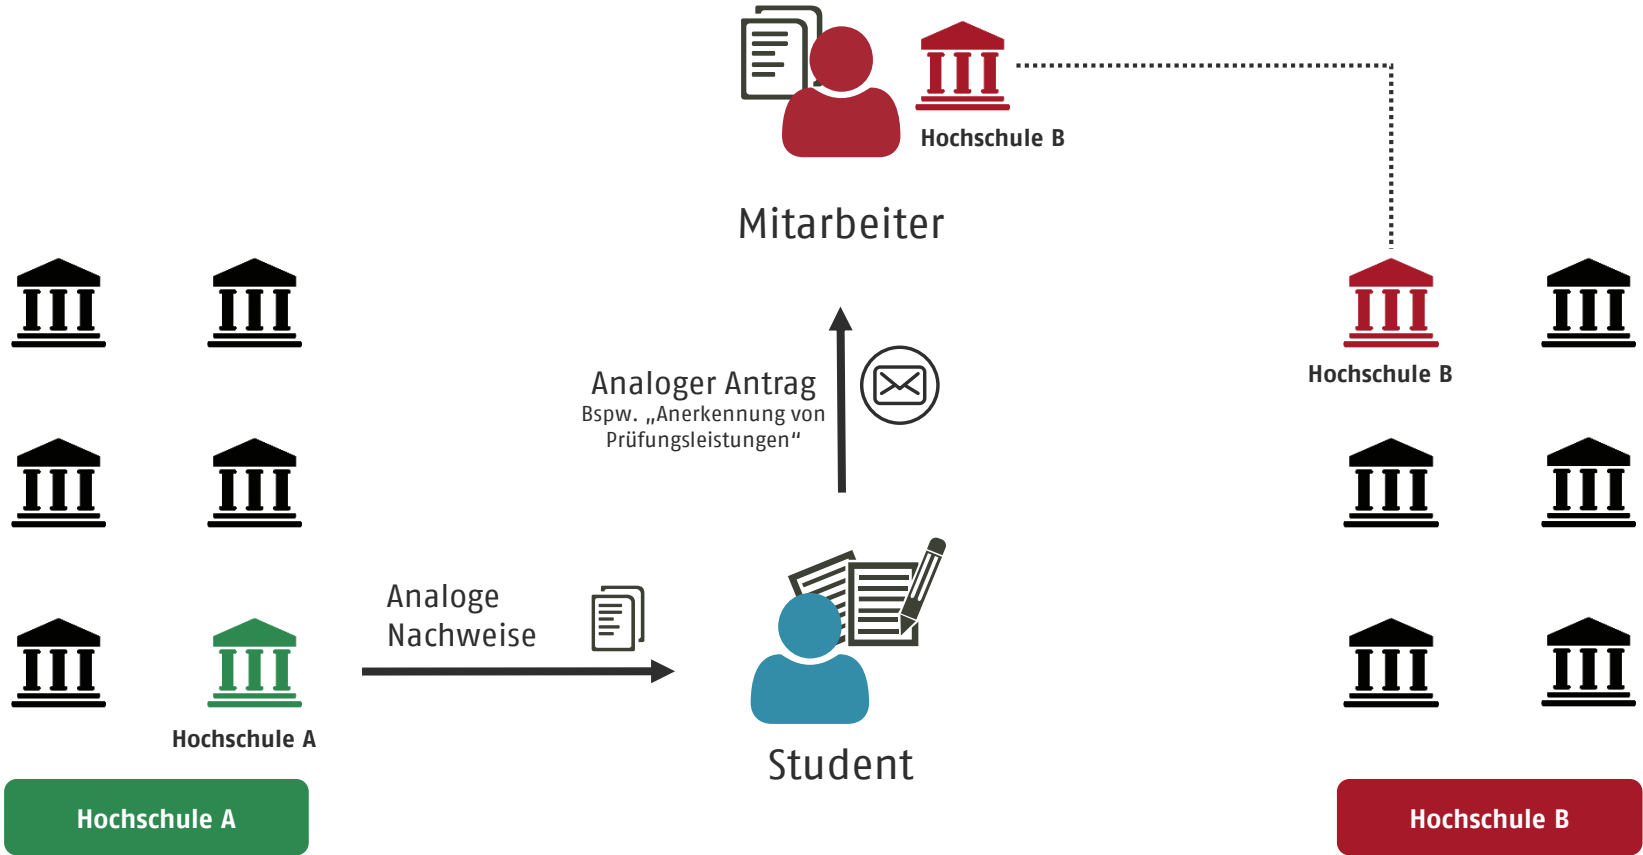 Hochschule B
Mitarbeiter
Hochschule B
Analoger Antrag
Bspw. „Anerkennung von
Prüfungsleistungen“
Analoge
Nachweise
Hochschule A
Student
Hochschule A
Hochschule B